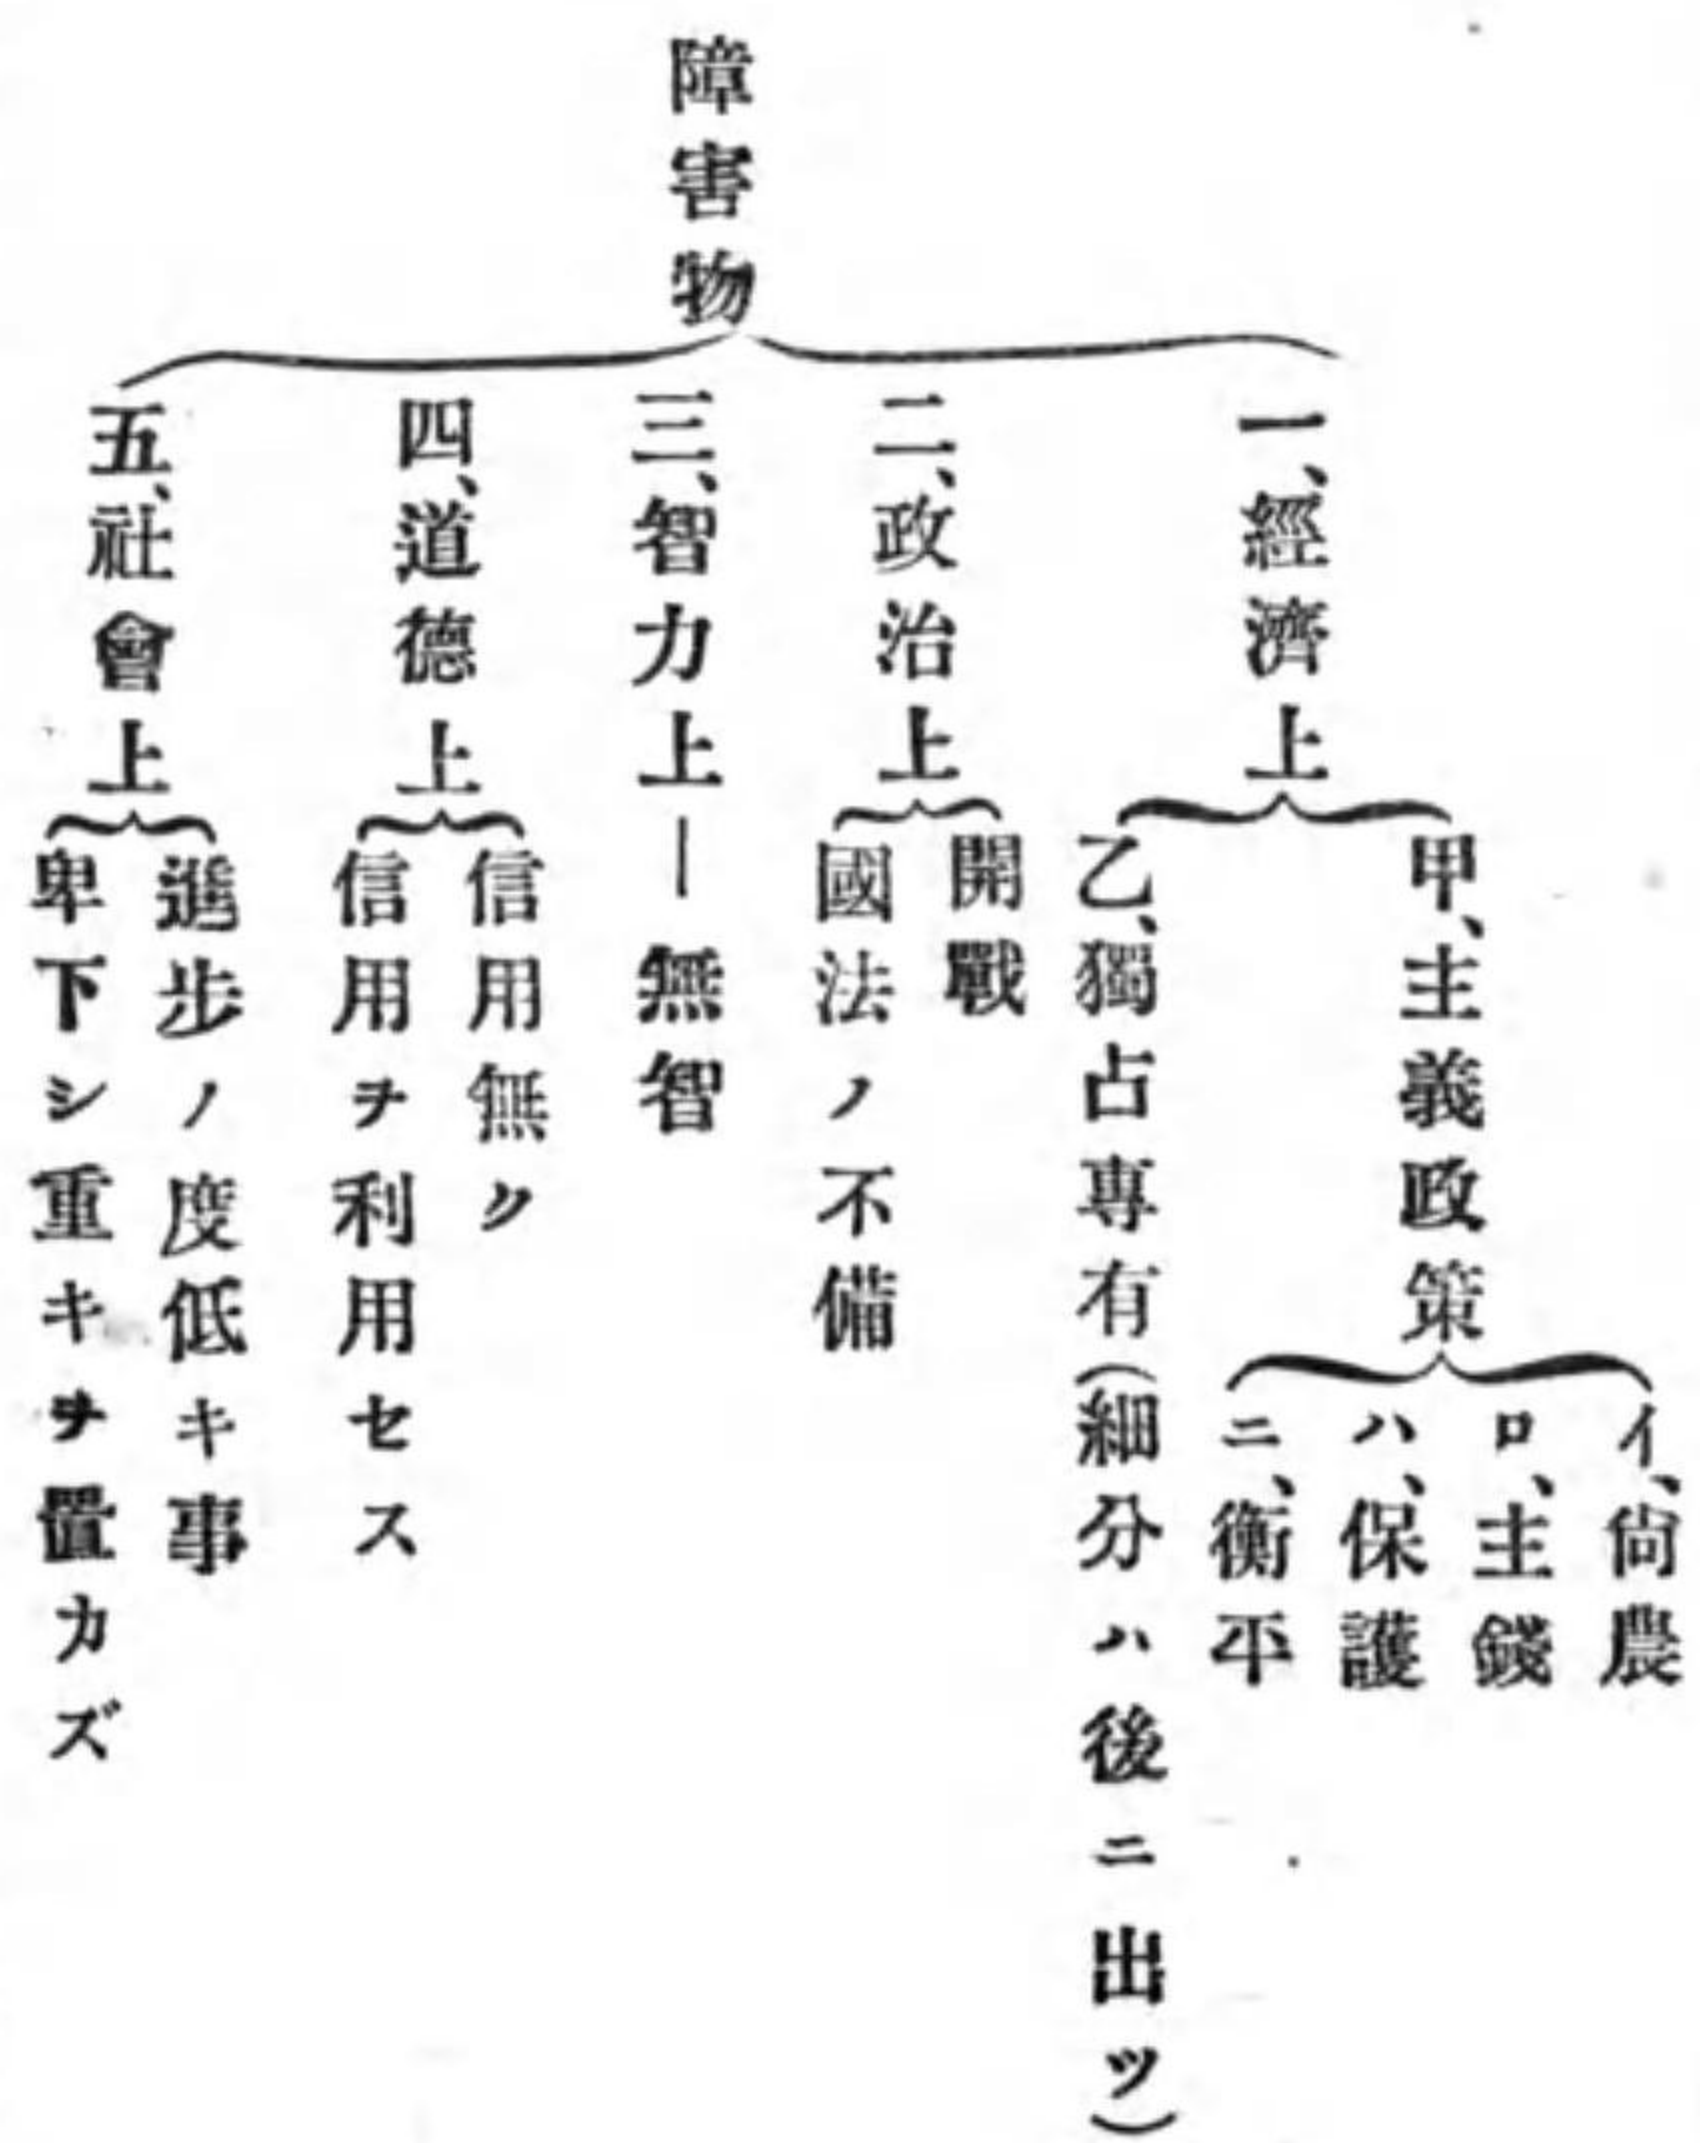 障害物
一、經濟上
甲、主義政策
イ、尙農
ロ、主錢
ハ、保護
ニ、衡平
乙、獨占專有(細分ハ後ニ出ツ)
二、政治上
開戰
國法ノ不備
三、智力上―無智
四、道德上
信用無ク
信用ヲ利用セス
五、社會上
進步ノ度低キ事
卑下シ重キヲ置カズ